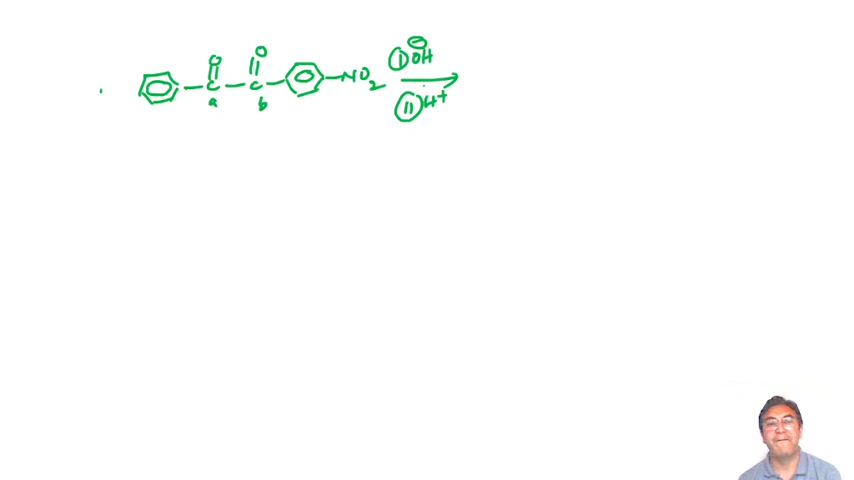 O O
C — C — NO2 (I) ⊖OH
a b (II) H+